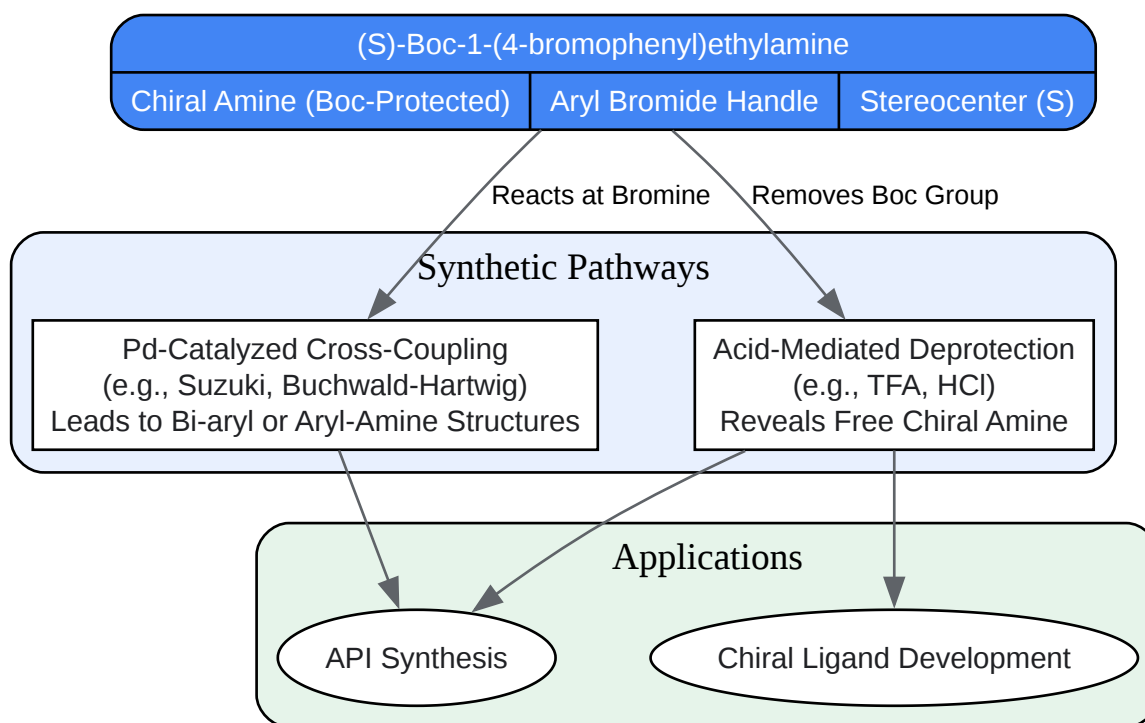 (S)-Boc-1-(4-bromophenyl)ethylamine
Chiral Amine (Boc-Protected)
Aryl Bromide Handle
Stereocenter (S)
Reacts at Bromine
Removes Boc Group
Synthetic Pathways
Pd-Catalyzed Cross-Coupling
(e.g., Suzuki, Buchwald-Hartwig)
Leads to Bi-aryl or Aryl-Amine Structures
Acid-Mediated Deprotection
(e.g., TFA, HCl)
Reveals Free Chiral Amine
Applications
API Synthesis
Chiral Ligand Development